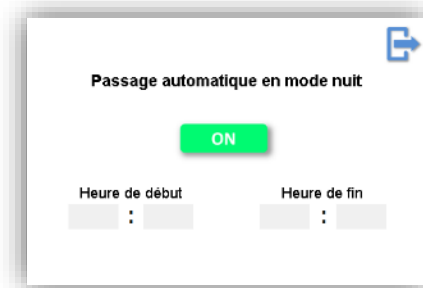 Passage automatique en mode nuit
ON
Heure de début Heure de fin
: :